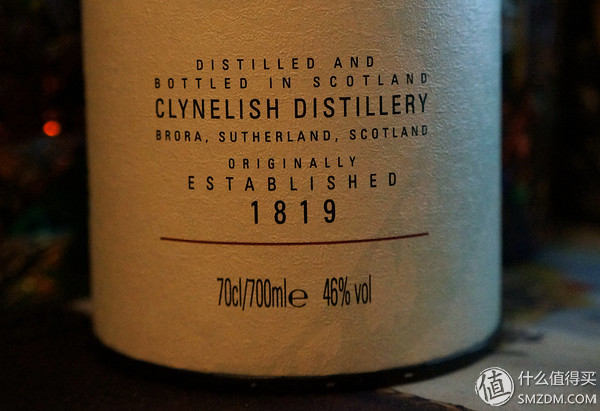 DISTILLED AND
BOTTLED IN SCOTLAND
CLYNELISH DISTILLERY
BRORA, SUTHERLAND, SCOTLAND
ORIGINALLY
ESTABLISHED
1819
70cl/700ml℮ 46% vol
值 什么值得买
SMZDM.COM